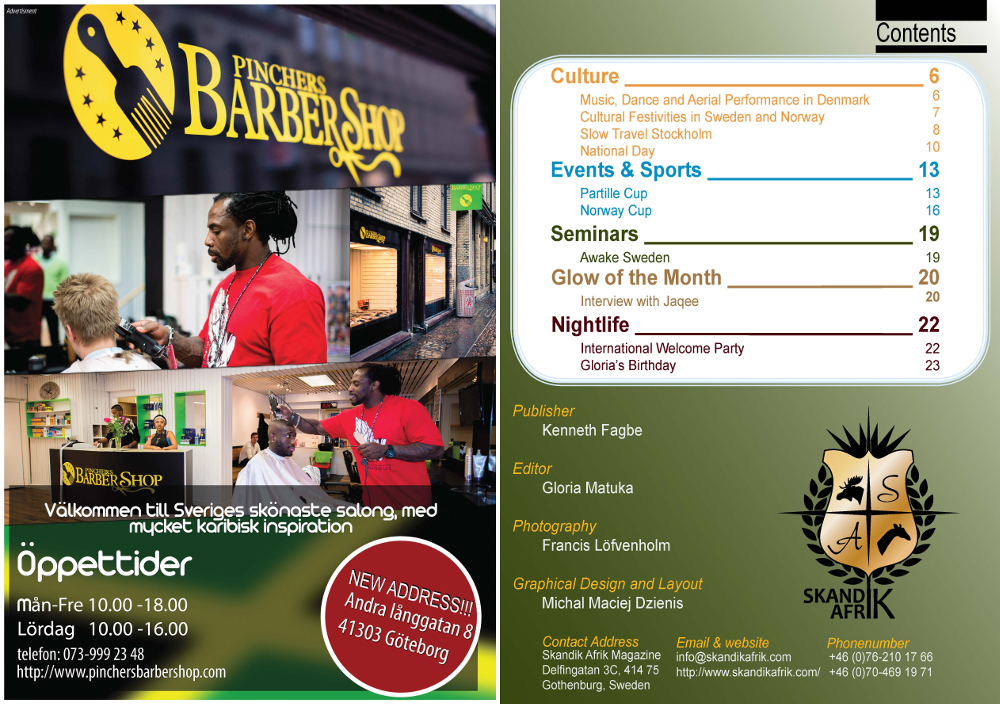 Advertisment
PINCHERS
BARBER SHOP
PINCHERS
BARBER SHOP
Välkommen till Sveriges skönaste salong, med
mycket karibisk inspiration
Öppettider
Mån-Fre 10.00 -18.00
Lördag 10.00 -16.00
telefon: 073-999 23 48
http://www.pinchersbarbershop.com
NEW ADDRESS!!!
Andra långgatan 8
41303 Göteborg
Contents
Culture 6
Music, Dance and Aerial Performance in Denmark 6
Cultural Festivities in Sweden and Norway 7
Slow Travel Stockholm 8
National Day 10
Events & Sports 13
Partille Cup 13
Norway Cup 16
Seminars 19
Awake Sweden 19
Glow of the Month 20
Interview with Jaqee 20
Nightlife 22
International Welcome Party 22
Gloria's Birthday 23
Publisher
Kenneth Fagbe
Editor
Gloria Matuka
Photography
Francis Löfvenholm
Graphical Design and Layout
Michal Maciej Dzienis
S
A
SKANDIK
AFRIK
Contact Address
Skandik Afrik Magazine
Delfingatan 3C, 414 75
Gothenburg, Sweden
Email & website
info@skandikafrik.com
http://www.skandikafrik.com/
Phonenumber
+46 (0)76-210 17 66
+46 (0)70-469 19 71